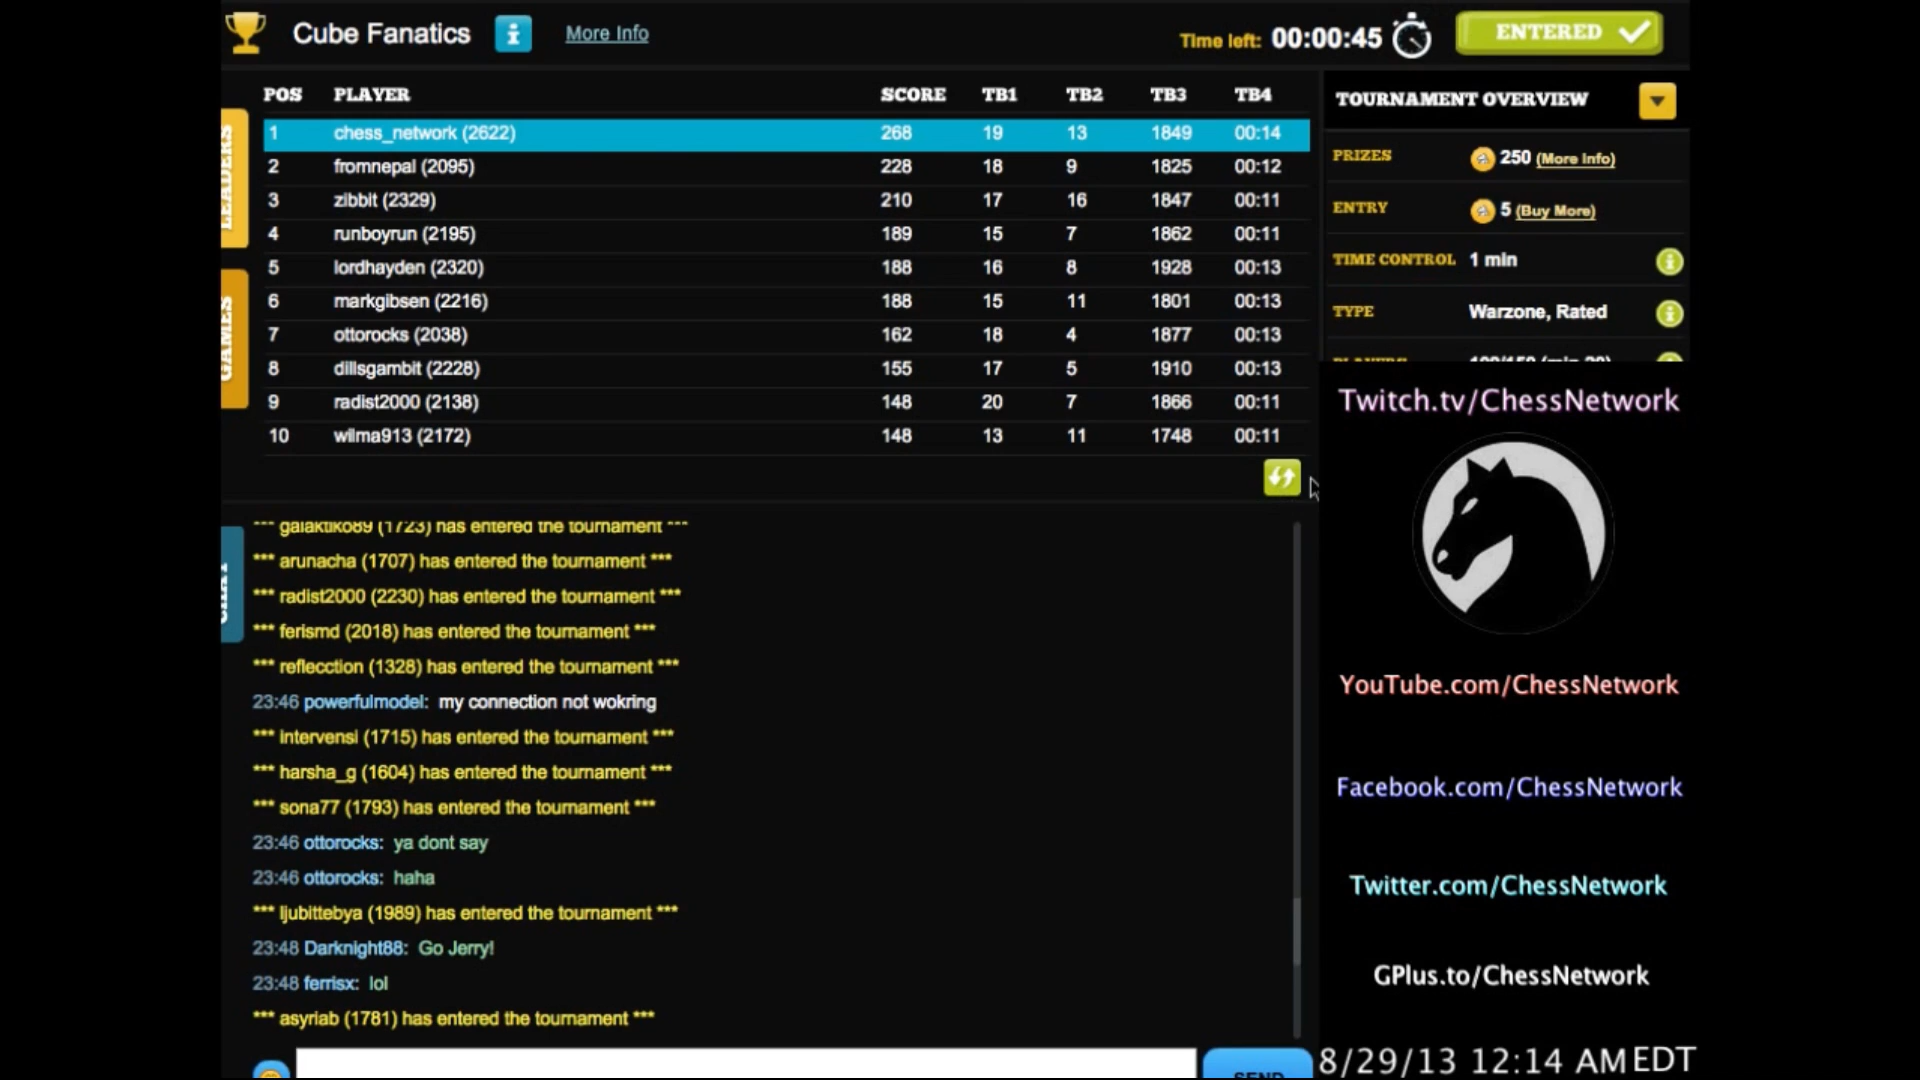 Cube Fanatics i More Info Time left: 00:00:45 ENTERED
POS PLAYER SCORE TB1 TB2 TB3 TB4
1 chess_network (2622) 268 19 13 1849 00:14
2 fromnepal (2095) 228 18 9 1825 00:12
3 zibbit (2329) 210 17 16 1847 00:11
4 runboyrun (2195) 189 15 7 1862 00:11
5 lordhayden (2320) 188 16 8 1928 00:13
6 markgibsen (2216) 188 15 11 1801 00:13
7 ottorocks (2038) 162 18 4 1877 00:13
8 dillsgambit (2228) 155 17 5 1910 00:13
9 radist2000 (2138) 148 20 7 1866 00:11
10 wilma913 (2172) 148 13 11 1748 00:11
LEADERS
GAMES
TOURNAMENT OVERVIEW
PRIZES 250 (More Info)
ENTRY 5 (Buy More)
TIME CONTROL 1 min i
TYPE Warzone, Rated i
*** galaktiko89 (1723) has entered the tournament ***
*** arunacha (1707) has entered the tournament ***
*** radist2000 (2230) has entered the tournament ***
*** ferismd (2018) has entered the tournament ***
*** reflecction (1328) has entered the tournament ***
23:46 powerfulmodel: my connection not wokring
*** intervensi (1715) has entered the tournament ***
*** harsha_g (1604) has entered the tournament ***
*** sona77 (1793) has entered the tournament ***
23:46 ottorocks: ya dont say
23:46 ottorocks: haha
*** ljubittebya (1989) has entered the tournament ***
23:48 Darknight88: Go Jerry!
23:48 ferrisx: lol
*** asyriab (1781) has entered the tournament ***
SEND
Twitch.tv/ChessNetwork
YouTube.com/ChessNetwork
Facebook.com/ChessNetwork
Twitter.com/ChessNetwork
GPlus.to/ChessNetwork
8/29/13 12:14 AM EDT